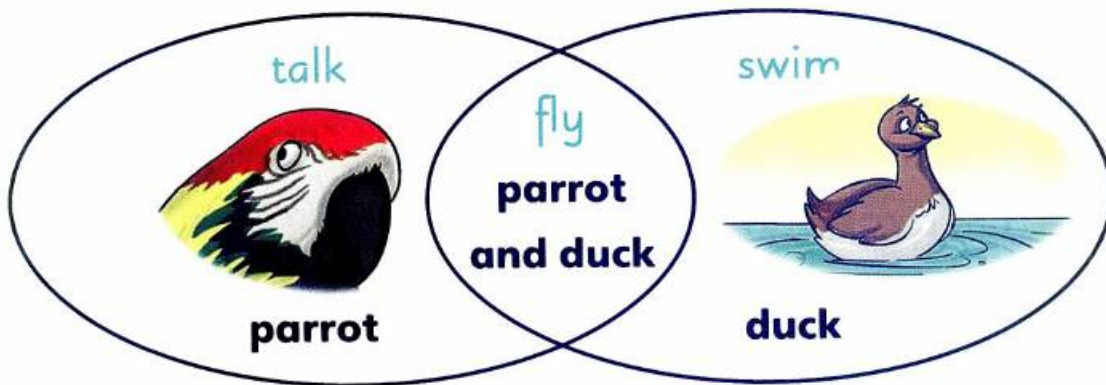 talk
swim
fly
parrot
and duck
parrot
duck